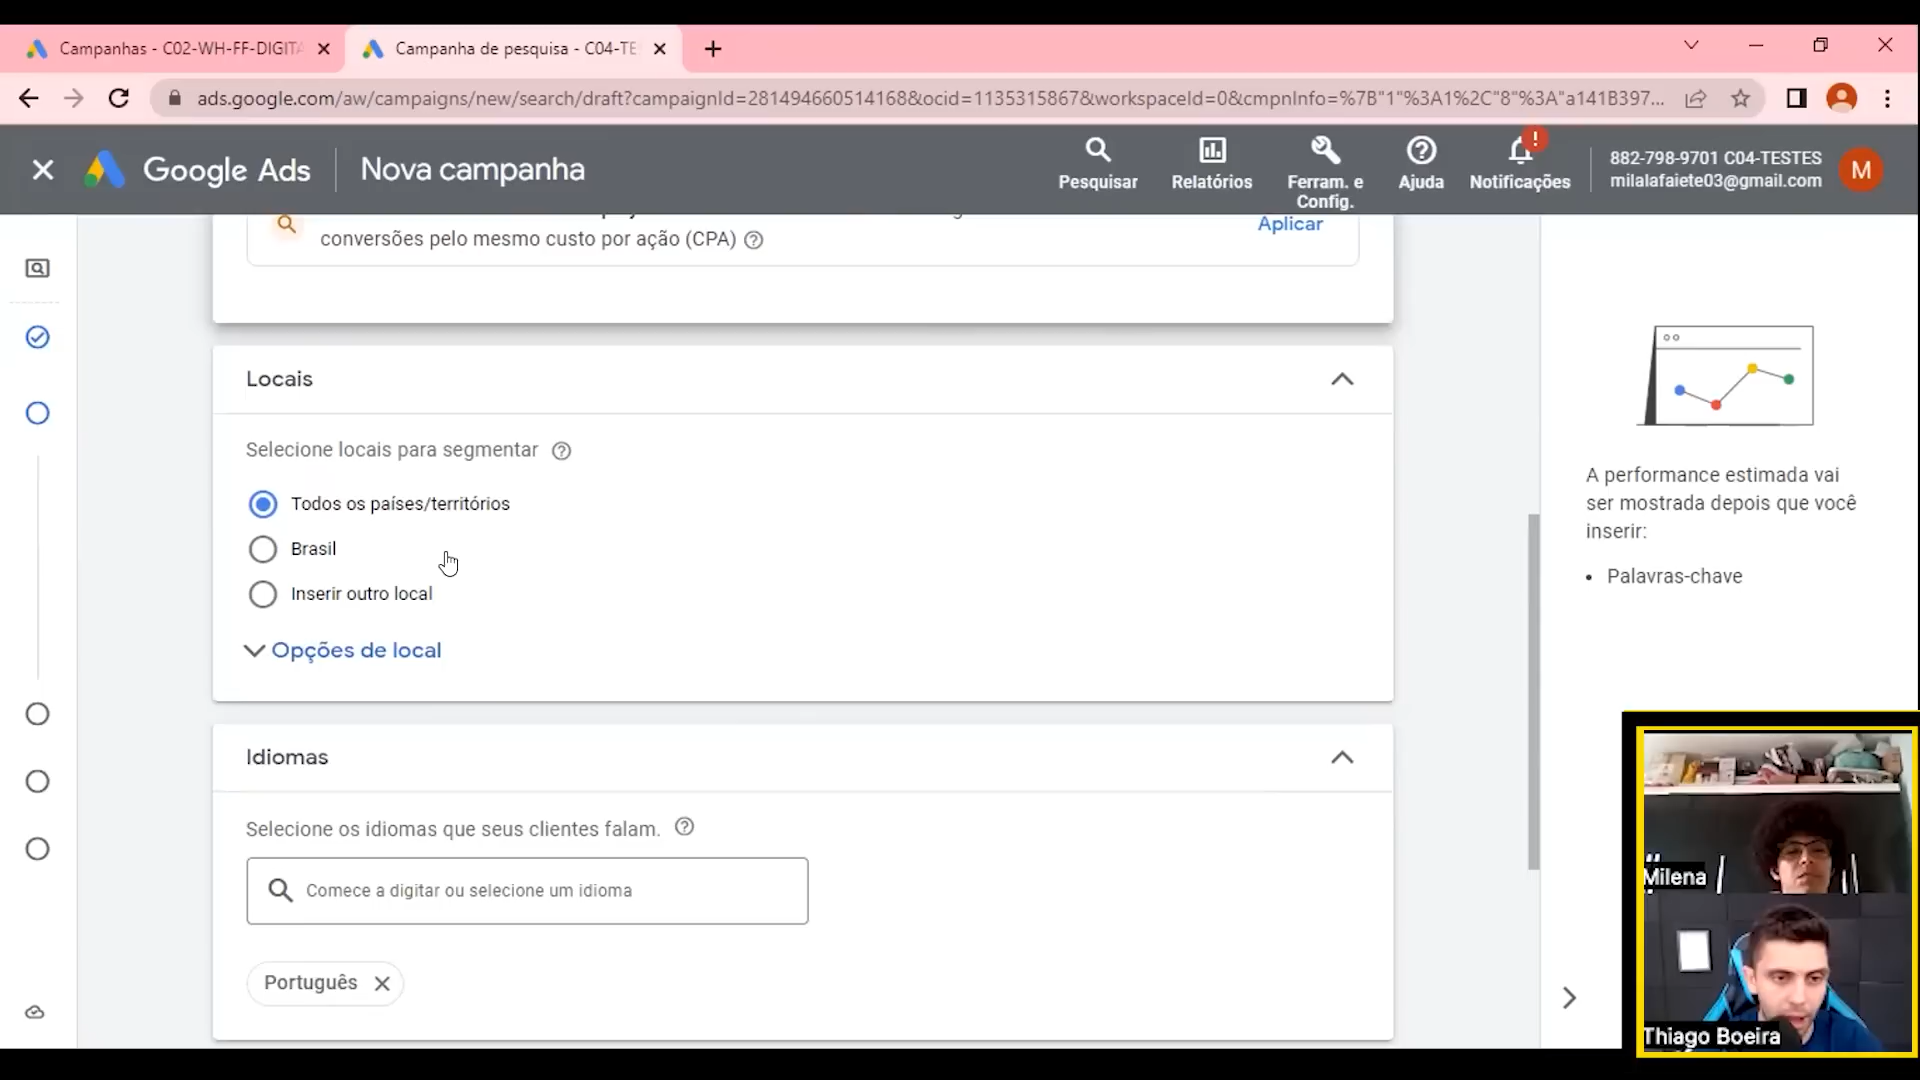 Campanhas - C02-WH-FF-DIGITA
Campanha de pesquisa - C04-TE
ads.google.com/aw/campaigns/new/search/draft?campaignId=281494660514168&ocid=1135315867&workspaceId=0&cmpnInfo=%7B"1"%3A1%2C"8"%3A"a141B397...
Google Ads
Nova campanha
Pesquisar
Relatórios
Ferram. e
Config.
Ajuda
Notificações
882-798-9701 C04-TESTES
milalafaiete03@gmail.com
M
conversões pelo mesmo custo por ação (CPA)
Aplicar
Locais
Selecione locais para segmentar
Todos os países/territórios
Brasil
Inserir outro local
Opções de local
Idiomas
Selecione os idiomas que seus clientes falam.
Comece a digitar ou selecione um idioma
Português
A performance estimada vai
ser mostrada depois que você
inserir:
• Palavras-chave
Milena
Thiago Boeira